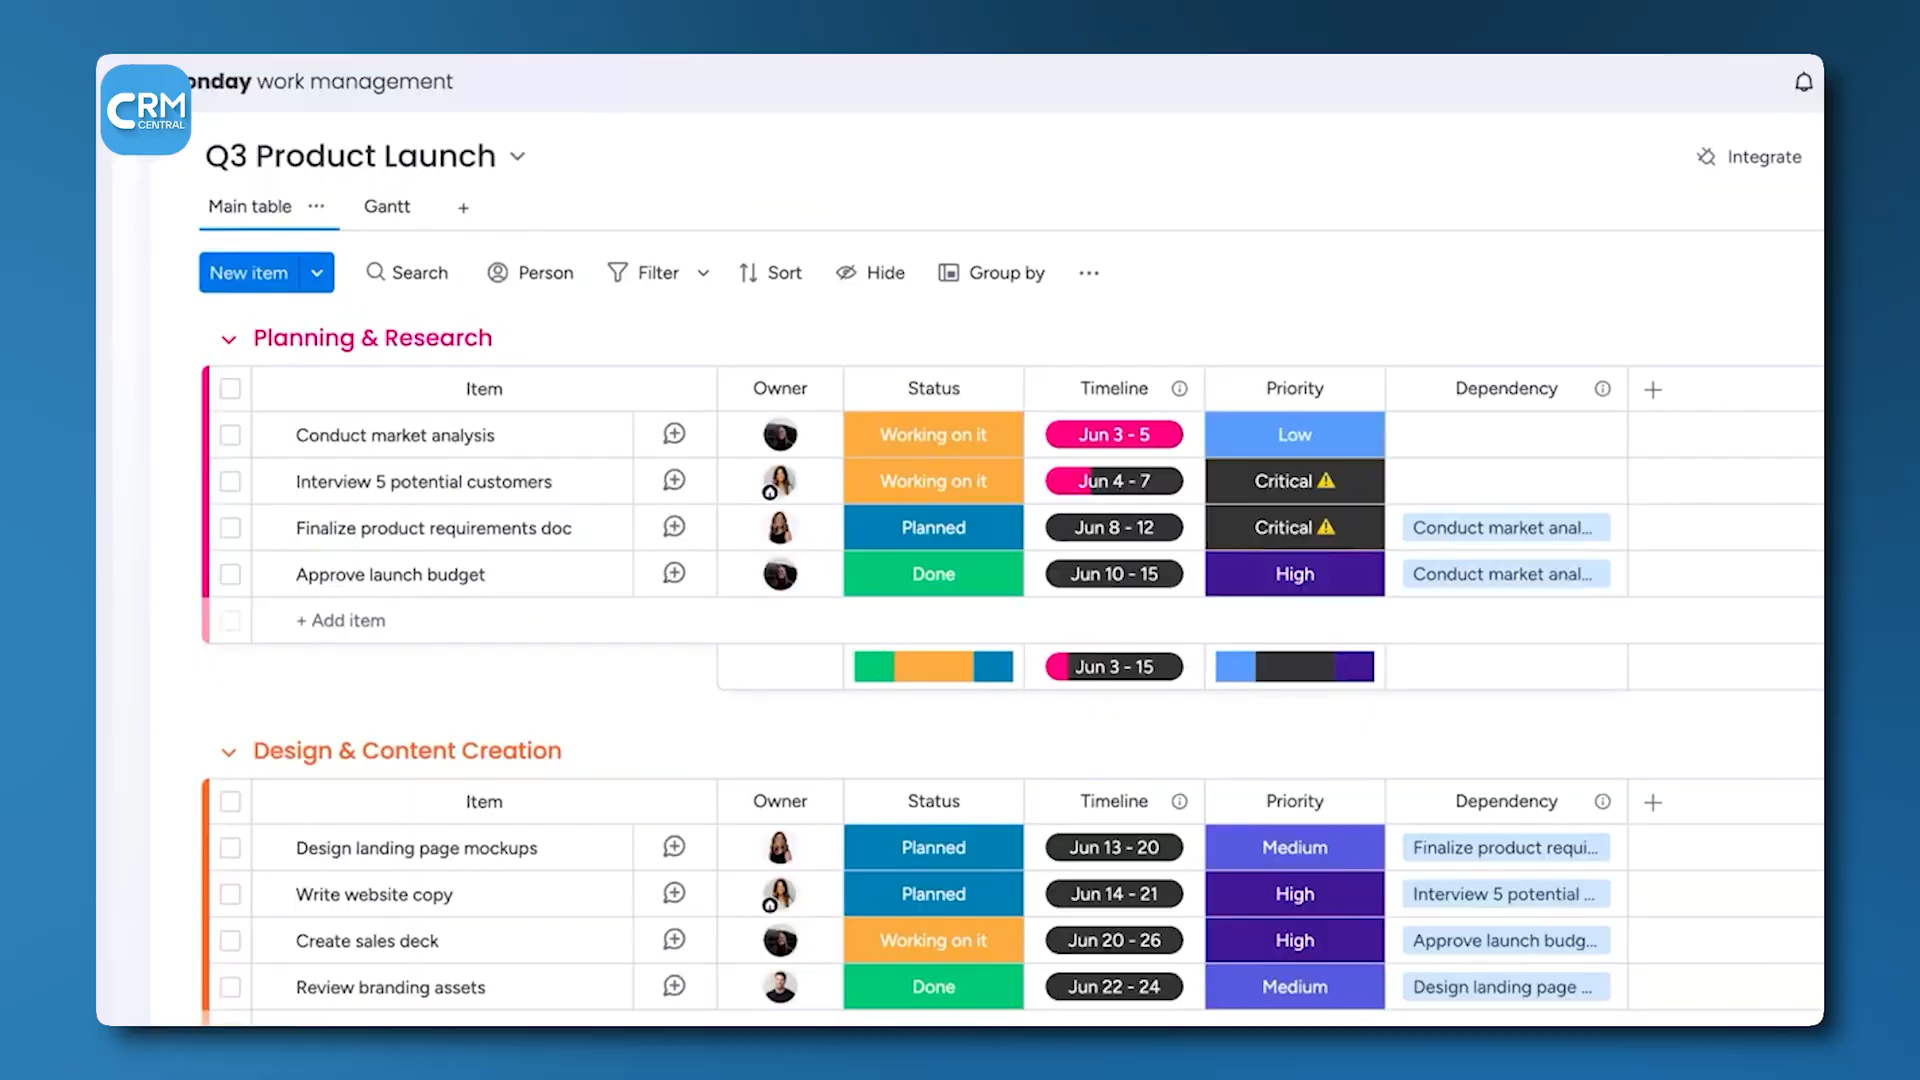 CRM
CENTRAL
onday work management
Q3 Product Launch
Integrate
Main table
Gantt
New item
Search
Person
Filter
Sort
Hide
Group by
Planning & Research
Item Owner Status Timeline Priority Dependency
Conduct market analysis Working on it Jun 3 - 5 Low
Interview 5 potential customers Working on it Jun 4 - 7 Critical
Finalize product requirements doc Planned Jun 8 - 12 Critical Conduct market anal...
Approve launch budget Done Jun 10 - 15 High Conduct market anal...
+ Add item
Jun 3 - 15
Design & Content Creation
Item Owner Status Timeline Priority Dependency
Design landing page mockups Planned Jun 13 - 20 Medium Finalize product requi...
Write website copy Planned Jun 14 - 21 High Interview 5 potential ...
Create sales deck Working on it Jun 20 - 26 High Approve launch budg...
Review branding assets Done Jun 22 - 24 Medium Design landing page ...